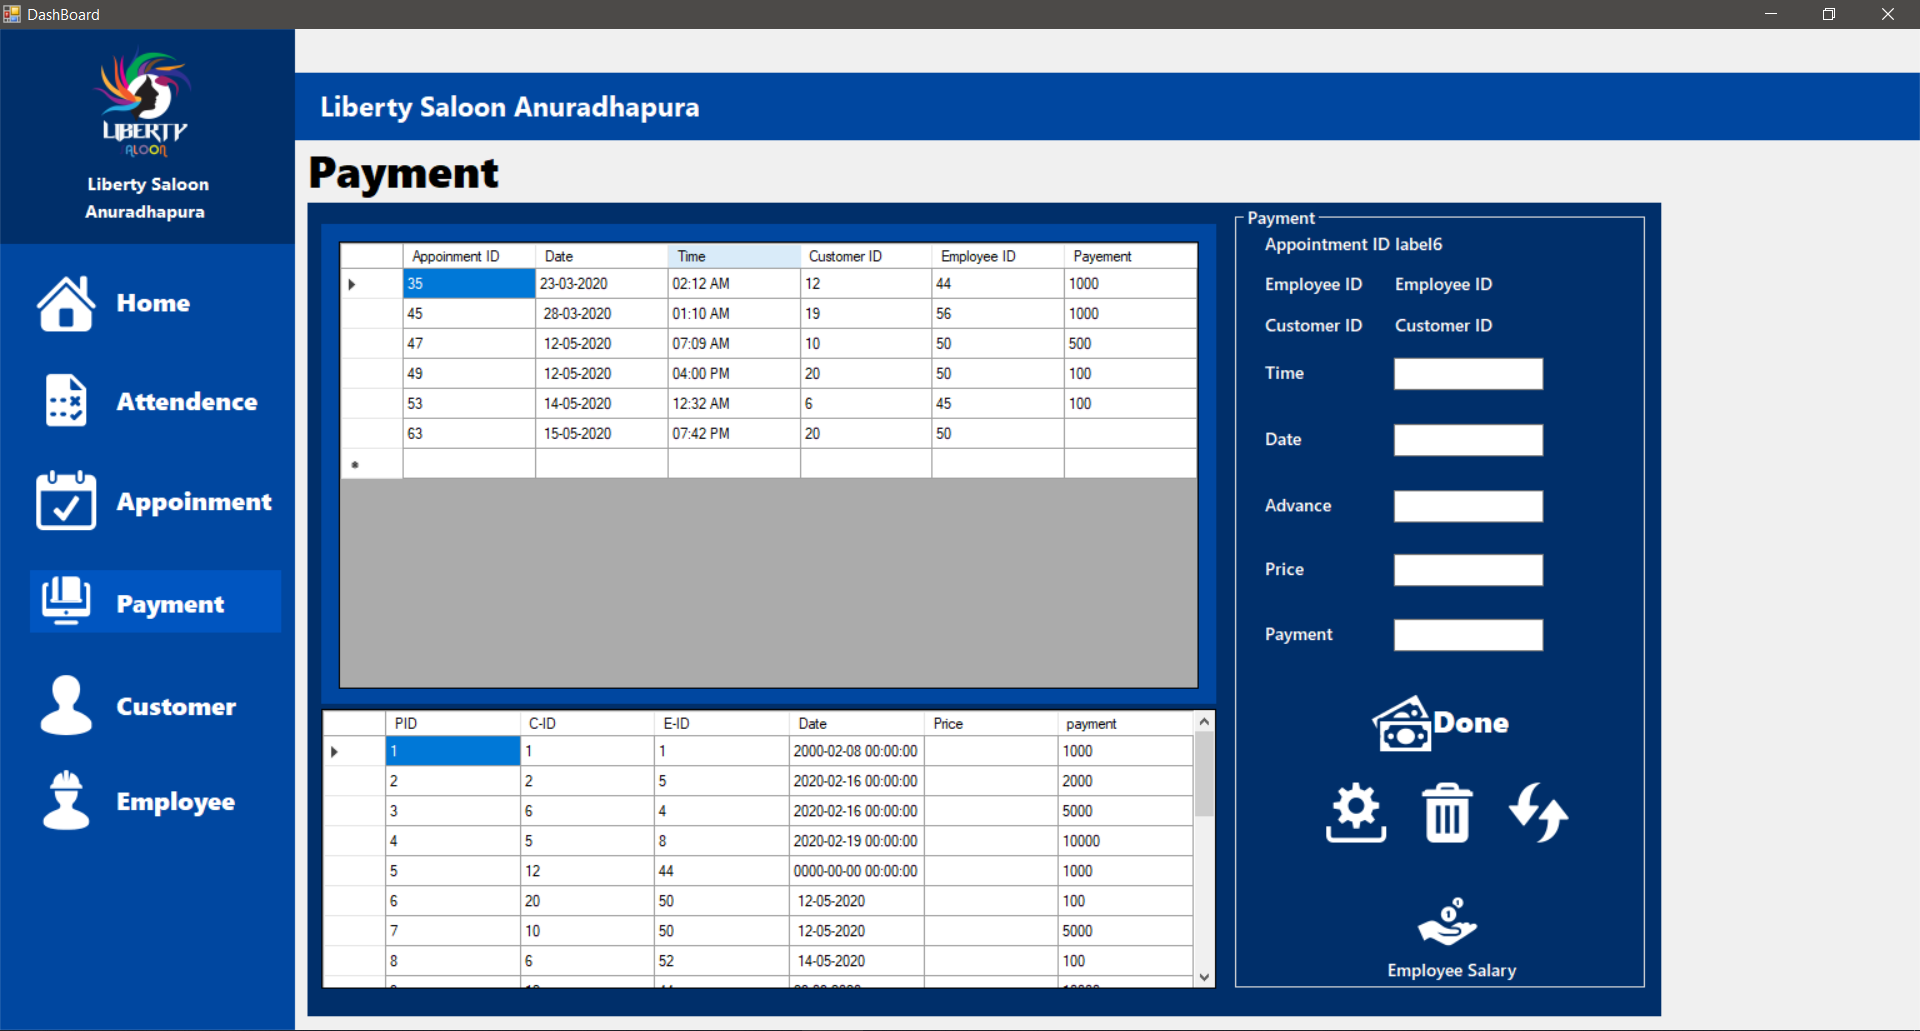 DashBoard
LIBERTY
ALOON
Liberty Saloon
Anuradhapura
Home
Attendence
Appoinment
Payment
Customer
Employee
Liberty Saloon Anuradhapura
Payment
Appoinment ID Date Time Customer ID Employee ID Payement
35 23-03-2020 02:12 AM 12 44 1000
45 28-03-2020 01:10 AM 19 56 1000
47 12-05-2020 07:09 AM 10 50 500
49 12-05-2020 04:00 PM 20 50 100
53 14-05-2020 12:32 AM 6 45 100
63 15-05-2020 07:42 PM 20 50
PID C-ID E-ID Date Price payment
1 1 1 2000-02-08 00:00:00 1000
2 2 5 2020-02-16 00:00:00 2000
3 6 4 2020-02-16 00:00:00 5000
4 5 8 2020-02-19 00:00:00 10000
5 12 44 0000-00-00 00:00:00 1000
6 20 50 12-05-2020 100
7 10 50 12-05-2020 5000
8 6 52 14-05-2020 100
Payment
Appointment ID label6
Employee ID Employee ID
Customer ID Customer ID
Time
Date
Advance
Price
Payment
Done
Employee Salary